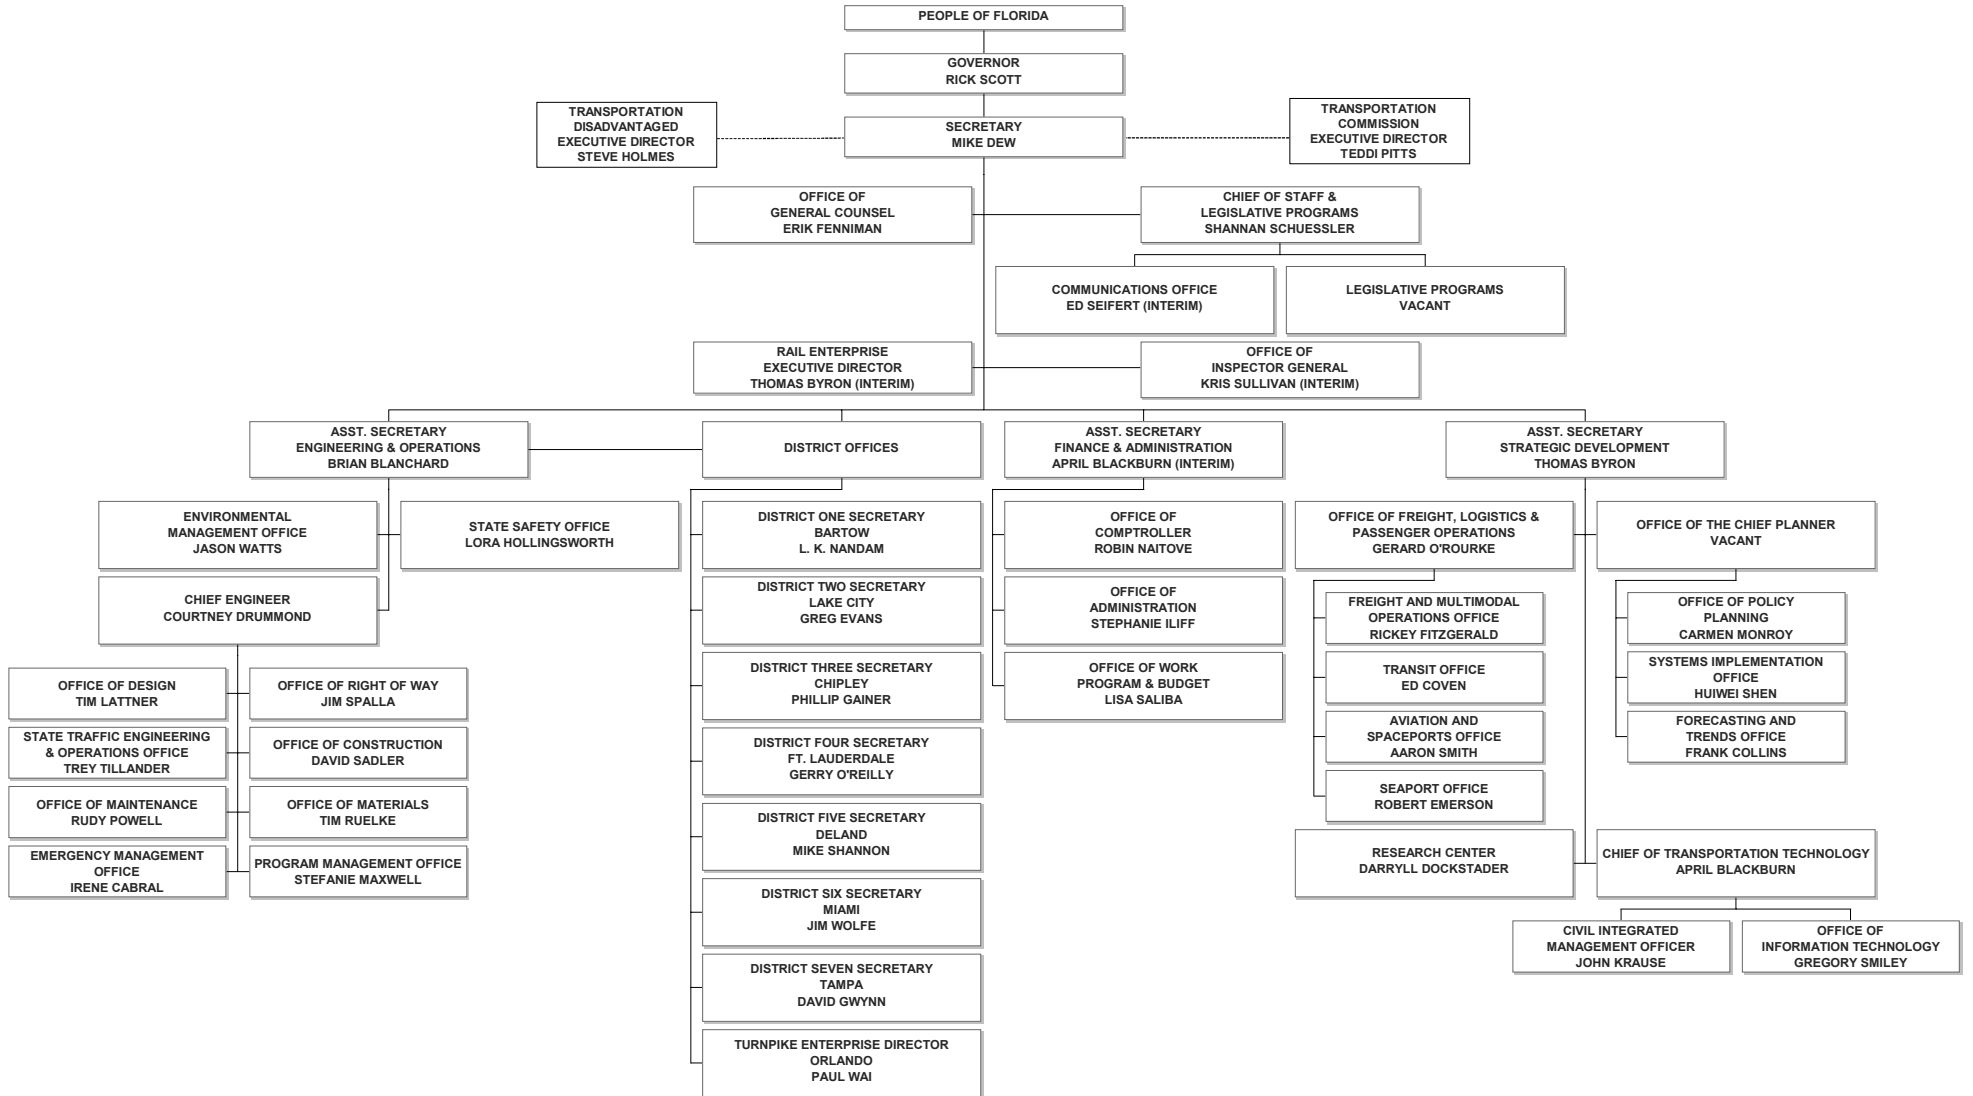 PEOPLE OF FLORIDA
GOVERNOR
RICK SCOTT
TRANSPORTATION
DISADVANTAGED
EXECUTIVE DIRECTOR
STEVE HOLMES
SECRETARY
MIKE DEW
TRANSPORTATION
COMMISSION
EXECUTIVE DIRECTOR
TEDDI PITTS
OFFICE OF
GENERAL COUNSEL
ERIK FENNIMAN
CHIEF OF STAFF &
LEGISLATIVE PROGRAMS
SHANNAN SCHUESSLER
COMMUNICATIONS OFFICE
ED SEIFERT (INTERIM)
LEGISLATIVE PROGRAMS
VACANT
RAIL ENTERPRISE
EXECUTIVE DIRECTOR
THOMAS BYRON (INTERIM)
OFFICE OF
INSPECTOR GENERAL
KRIS SULLIVAN (INTERIM)
ASST. SECRETARY
ENGINEERING & OPERATIONS
BRIAN BLANCHARD
DISTRICT OFFICES
ASST. SECRETARY
FINANCE & ADMINISTRATION
APRIL BLACKBURN (INTERIM)
ASST. SECRETARY
STRATEGIC DEVELOPMENT
THOMAS BYRON
ENVIRONMENTAL
MANAGEMENT OFFICE
JASON WATTS
STATE SAFETY OFFICE
LORA HOLLINGSWORTH
CHIEF ENGINEER
COURTNEY DRUMMOND
OFFICE OF DESIGN
TIM LATTNER
OFFICE OF RIGHT OF WAY
JIM SPALLA
STATE TRAFFIC ENGINEERING
& OPERATIONS OFFICE
TREY TILLANDER
OFFICE OF CONSTRUCTION
DAVID SADLER
OFFICE OF MAINTENANCE
RUDY POWELL
OFFICE OF MATERIALS
TIM RUELKE
EMERGENCY MANAGEMENT
OFFICE
IRENE CABRAL
PROGRAM MANAGEMENT OFFICE
STEFANIE MAXWELL
DISTRICT ONE SECRETARY
BARTOW
L. K. NANDAM
DISTRICT TWO SECRETARY
LAKE CITY
GREG EVANS
DISTRICT THREE SECRETARY
CHIPLEY
PHILLIP GAINER
DISTRICT FOUR SECRETARY
FT. LAUDERDALE
GERRY O'REILLY
DISTRICT FIVE SECRETARY
DELAND
MIKE SHANNON
DISTRICT SIX SECRETARY
MIAMI
JIM WOLFE
DISTRICT SEVEN SECRETARY
TAMPA
DAVID GWYNN
TURNPIKE ENTERPRISE DIRECTOR
ORLANDO
PAUL WAI
OFFICE OF
COMPTROLLER
ROBIN NAITOVE
OFFICE OF
ADMINISTRATION
STEPHANIE ILIFF
OFFICE OF WORK
PROGRAM & BUDGET
LISA SALIBA
OFFICE OF FREIGHT, LOGISTICS &
PASSENGER OPERATIONS
GERARD O'ROURKE
OFFICE OF THE CHIEF PLANNER
VACANT
FREIGHT AND MULTIMODAL
OPERATIONS OFFICE
RICKEY FITZGERALD
TRANSIT OFFICE
ED COVEN
AVIATION AND
SPACEPORTS OFFICE
AARON SMITH
SEAPORT OFFICE
ROBERT EMERSON
OFFICE OF POLICY
PLANNING
CARMEN MONROY
SYSTEMS IMPLEMENTATION
OFFICE
HUIWEI SHEN
FORECASTING AND
TRENDS OFFICE
FRANK COLLINS
RESEARCH CENTER
DARRYLL DOCKSTADER
CHIEF OF TRANSPORTATION TECHNOLOGY
APRIL BLACKBURN
CIVIL INTEGRATED
MANAGEMENT OFFICER
JOHN KRAUSE
OFFICE OF
INFORMATION TECHNOLOGY
GREGORY SMILEY